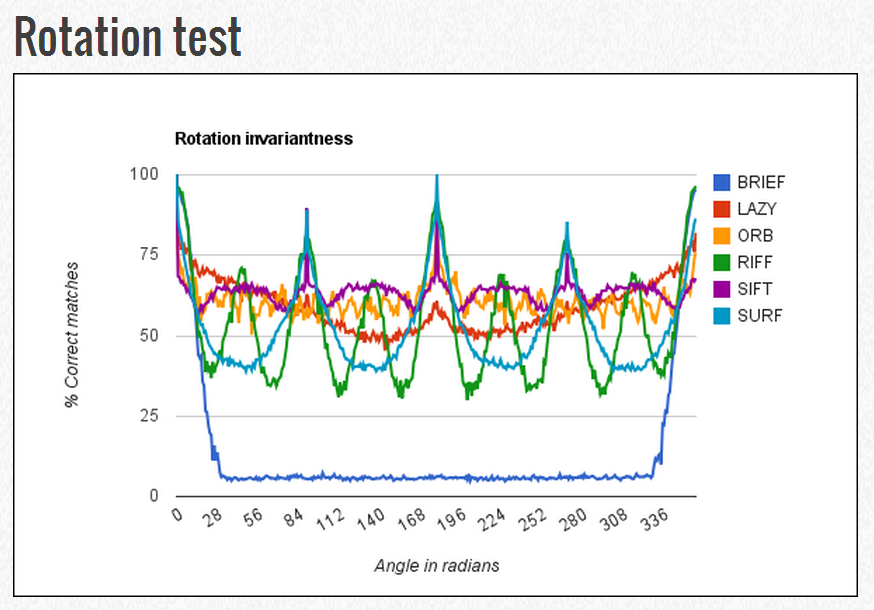 Rotation test
Rotation invariantness
100
75
50
25
0
% Correct matches
0 28 56 84 112 140 168 196 224 252 280 308 336
Angle in radians
BRIEF
LAZY
ORB
RIFF
SIFT
SURF